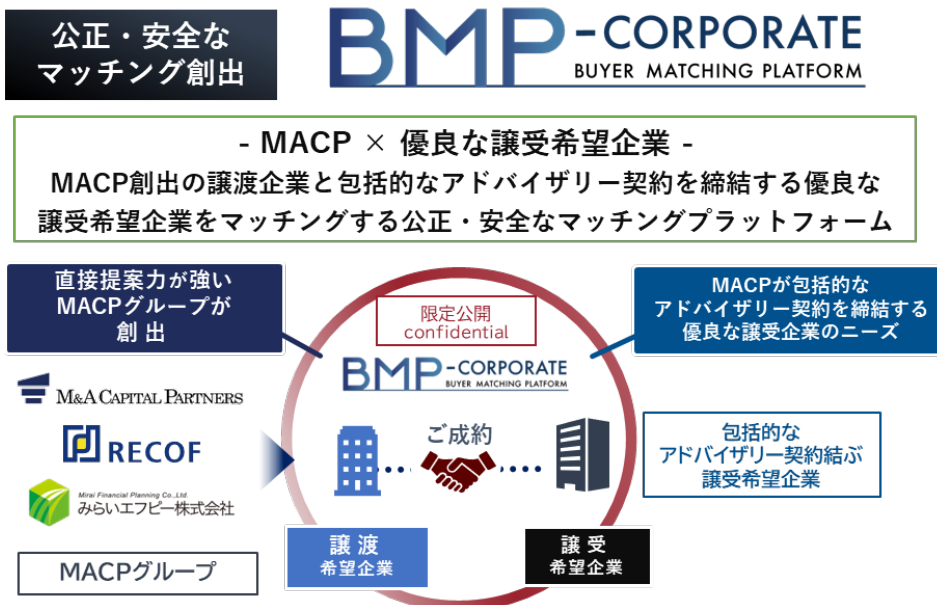 公正・安全な
マッチング創出
BMP-CORPORATE
BUYER MATCHING PLATFORM
- MACP × 優良な譲受希望企業 -
MACP創出の譲渡企業と包括的なアドバイザリー契約を締結する優良な
譲受希望企業をマッチングする公正・安全なマッチングプラットフォーム
直接提案力が強い
MACPグループが
創 出
限定公開
confidential
MACPが包括的な
アドバイザリー契約を締結する
優良な譲受企業のニーズ
BMP-CORPORATE
BUYER MATCHING PLATFORM
M&A CAPITAL PARTNERS
RECOF
Mirai Financial Planning Co.,Ltd.
みらいエフピー株式会社
MACPグループ
ご成約
包括的な
アドバイザリー契約結ぶ
譲受希望企業
譲 渡
希望企業
譲 受
希望企業